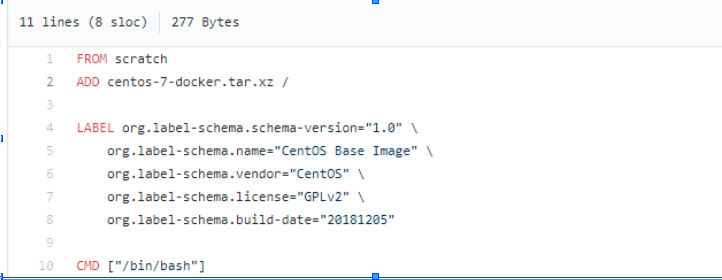 11 lines (8 sloc) 277 Bytes
1 FROM scratch
2 ADD centos-7-docker.tar.xz /
3
4 LABEL org.label-schema.schema-version="1.0" \
5 org.label-schema.name="CentOS Base Image" \
6 org.label-schema.vendor="CentOS" \
7 org.label-schema.license="GPLv2" \
8 org.label-schema.build-date="20181205"
9
10 CMD ["/bin/bash"]